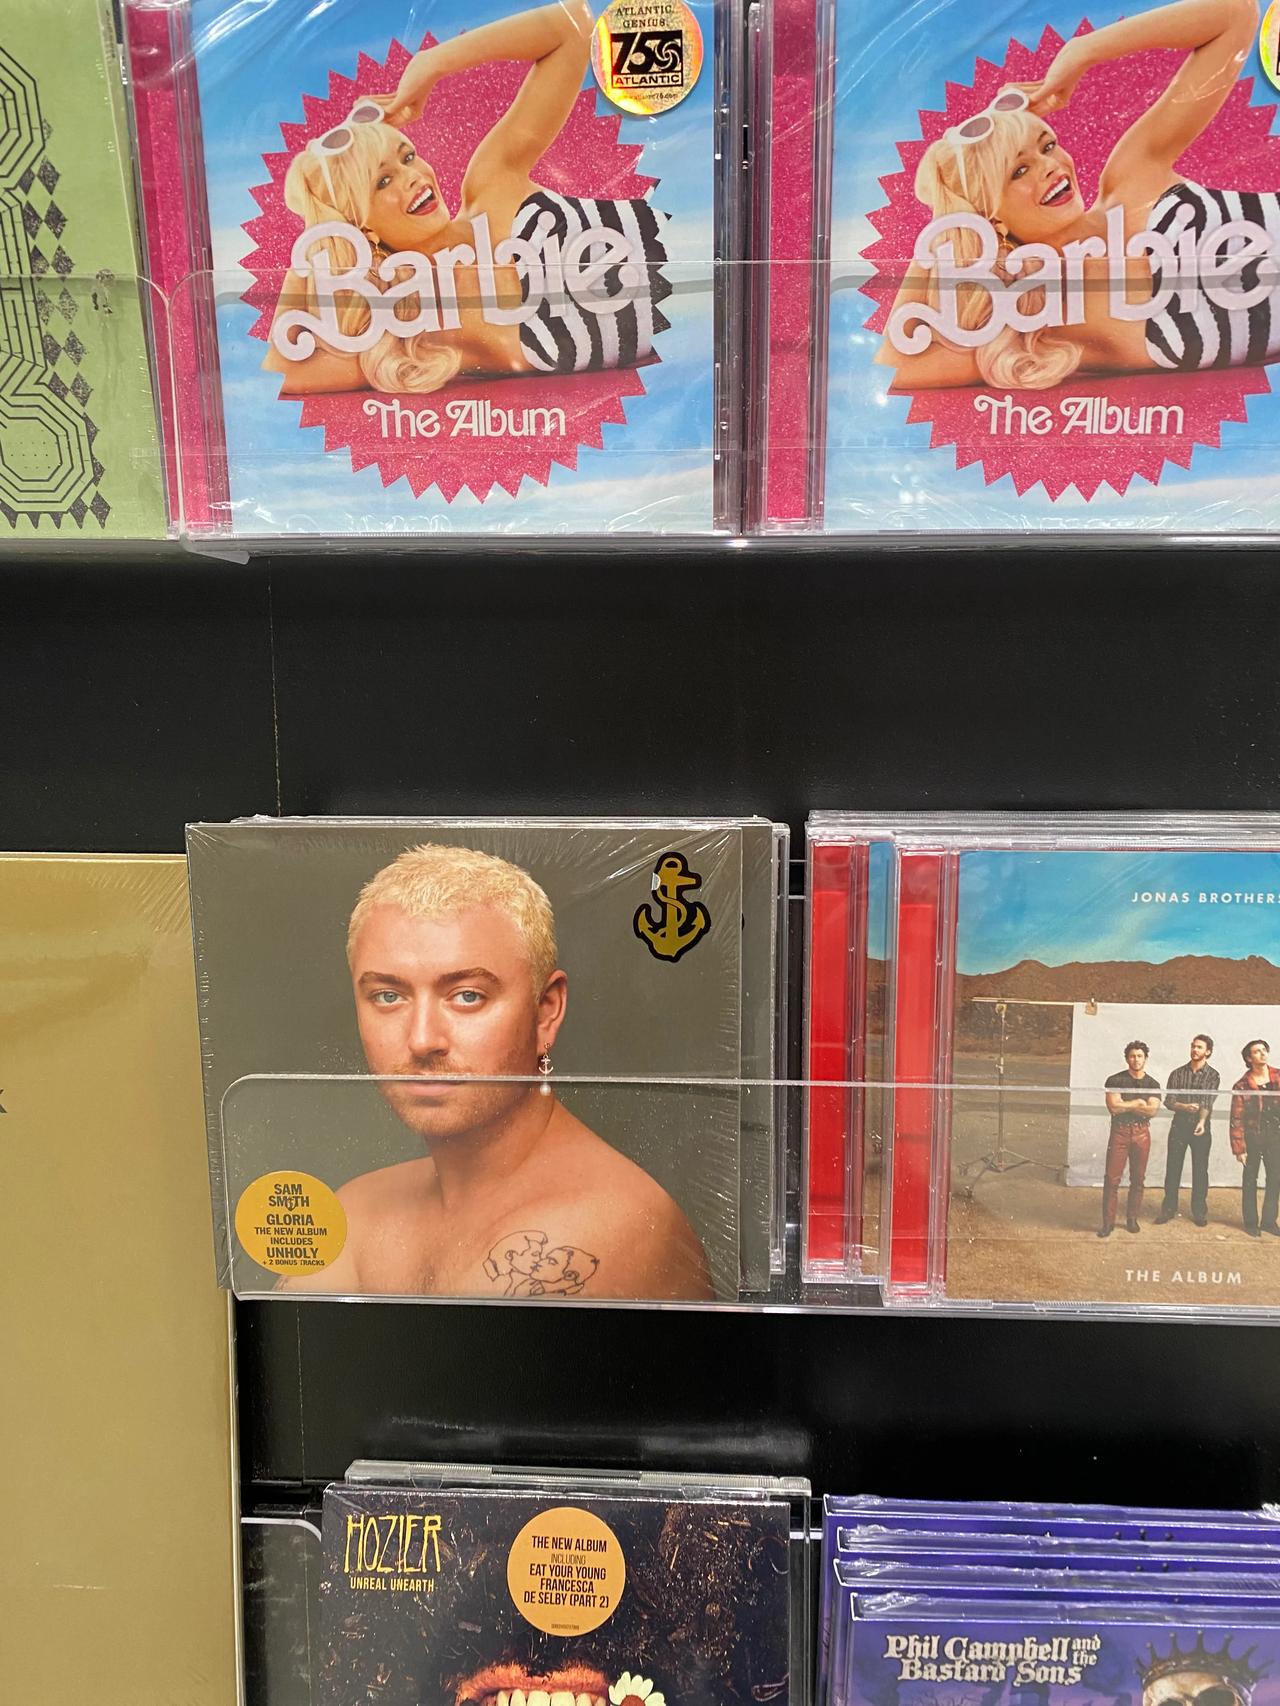 ATLANTIC
GENIUS
75
ATLANTIC
Barbie
The Album
Barbie
The Album
JONAS BROTHERS
THE ALBUM
SAM
SMITH
GLORIA
THE NEW ALBUM
INCLUDES
UNHOLY
+ 2 BONUS TRACKS
HOZIER
UNREAL UNEARTH
THE NEW ALBUM
INCLUDING
EAT YOUR YOUNG
FRANCESCA
DE SELBY (PART 2)
Phil Campbell and the
Bastard Sons